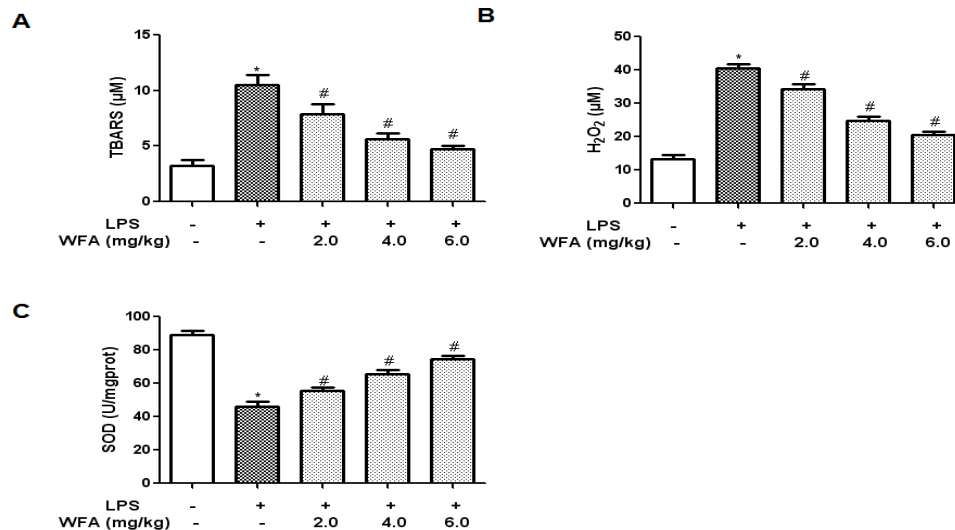 A
TBARS (µM)
15
10
5
0
* # # #
LPS - + + + +
WFA (mg/kg) - - 2.0 4.0 6.0
B
H₂O₂ (µM)
50
40
30
20
10
0
* # # #
LPS - + + + +
WFA (mg/kg) - - 2.0 4.0 6.0
C
SOD (U/mgprot)
100
80
60
40
20
0
* # # #
LPS - + + + +
WFA (mg/kg) - - 2.0 4.0 6.0